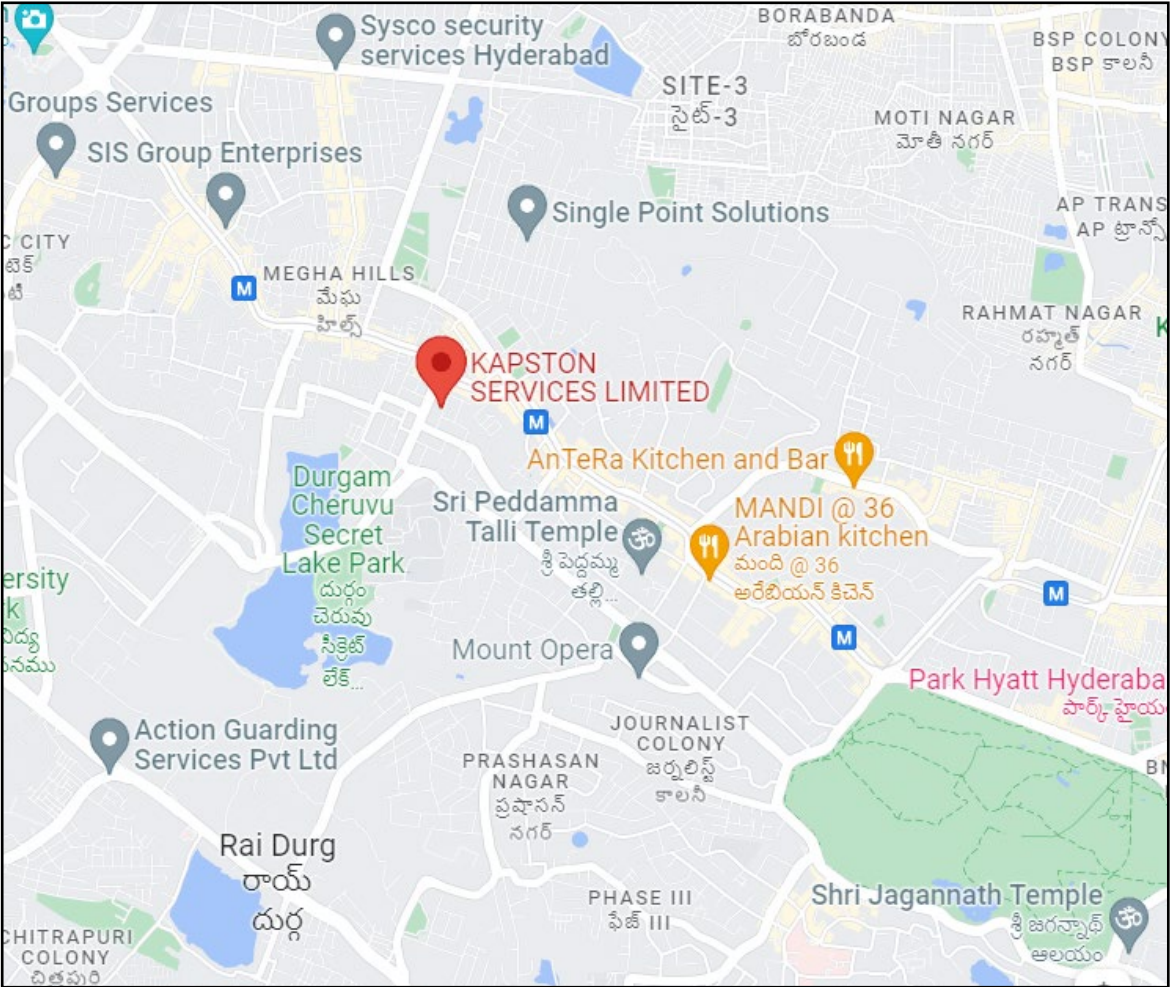 Sysco security
services Hyderabad
BORABANDA
బోరబండ
BSP COLONY
BSP కాలనీ
SITE-3
సైట్-3
Groups Services
MOTI NAGAR
మోతీ నగర్
SIS Group Enterprises
Single Point Solutions
AP TRANS
AP ట్రాన్స్
C CITY
టెక్
టీ
MEGHA HILLS
మేఘ
హిల్స్
RAHMAT NAGAR
రహ్మత్
నగర్
K
M
KAPSTON
SERVICES LIMITED
M
AnTeRa Kitchen and Bar
Durgam
Cheruvu
Secret
Lake Park
దుర్గం
చెరువు
సీక్రెట్
లేక్...
Sri Peddamma
Talli Temple
శ్రీ పెద్దమ్మ
తల్లి...
MANDI @ 36
Arabian kitchen
మంది @ 36
అరేబియన్ కిచెన్
ersity
k
విద్య
నము
M
M
Mount Opera
Park Hyatt Hyderaba
పార్క్ హైయ
Action Guarding
Services Pvt Ltd
JOURNALIST
COLONY
జర్నలిస్ట్
కాలనీ
PRASHASAN
NAGAR
ప్రషాసన్
నగర్
BN
Rai Durg
రాయ్
దుర్గ
PHASE III
ఫేజ్ III
Shri Jagannath Temple
శ్రీ జగన్నాథ్
ఆలయం
CHITRAPURI
COLONY
చిత్రపురి